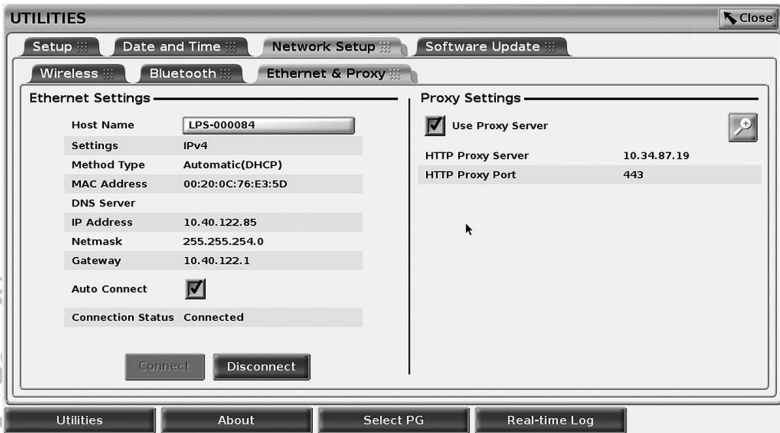 UTILITIES
Close
Setup
Date and Time
Network Setup
Software Update
Wireless
Bluetooth
Ethernet & Proxy
Ethernet Settings
Host Name LPS-000084
Settings IPv4
Method Type Automatic(DHCP)
MAC Address 00:20:0C:76:E3:5D
DNS Server
IP Address 10.40.122.85
Netmask 255.255.254.0
Gateway 10.40.122.1
Auto Connect
Connection Status Connected
Connect
Disconnect
Proxy Settings
Use Proxy Server
HTTP Proxy Server 10.34.87.19
HTTP Proxy Port 443
Utilities
About
Select PG
Real-time Log